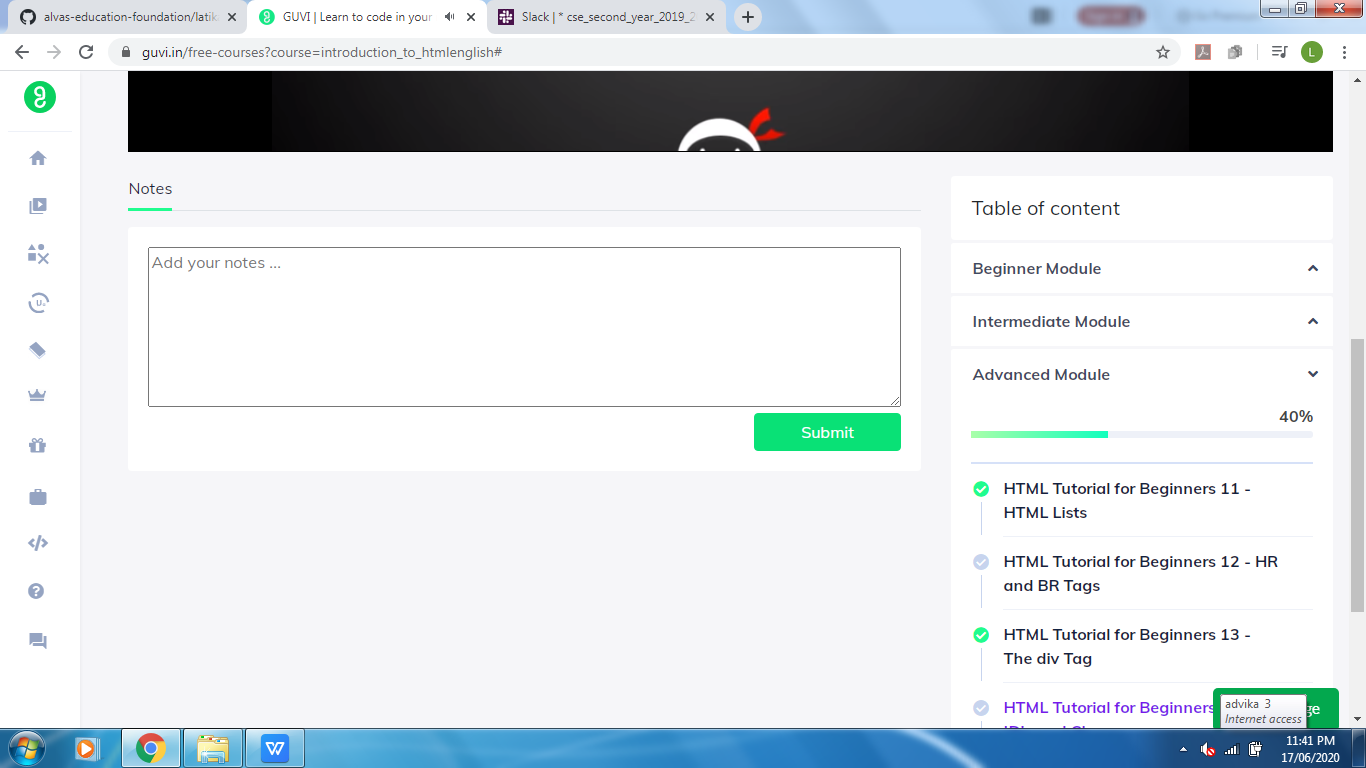 alvas-education-foundation/latik
GUVI | Learn to code in your
Slack | * cse_second_year_2019_2
guvi.in/free-courses?course=introduction_to_htmlenglish#
L
Notes
Add your notes ...
Submit
Table of content
Beginner Module
Intermediate Module
Advanced Module
40%
HTML Tutorial for Beginners 11 -
HTML Lists
HTML Tutorial for Beginners 12 - HR
and BR Tags
HTML Tutorial for Beginners 13 -
The div Tag
HTML Tutorial for Beginners
advika 3
Internet access
ge
W
11:41 PM
17/06/2020